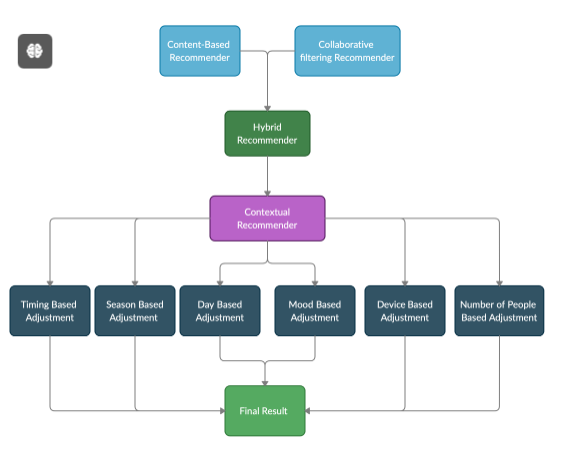 Content-Based
Recommender
Collaborative
filtering Recommender
Hybrid
Recommender
Contextual
Recommender
Timing Based
Adjustment
Season Based
Adjustment
Day Based
Adjustment
Mood Based
Adjustment
Device Based
Adjustment
Number of People
Based Adjustment
Final Result